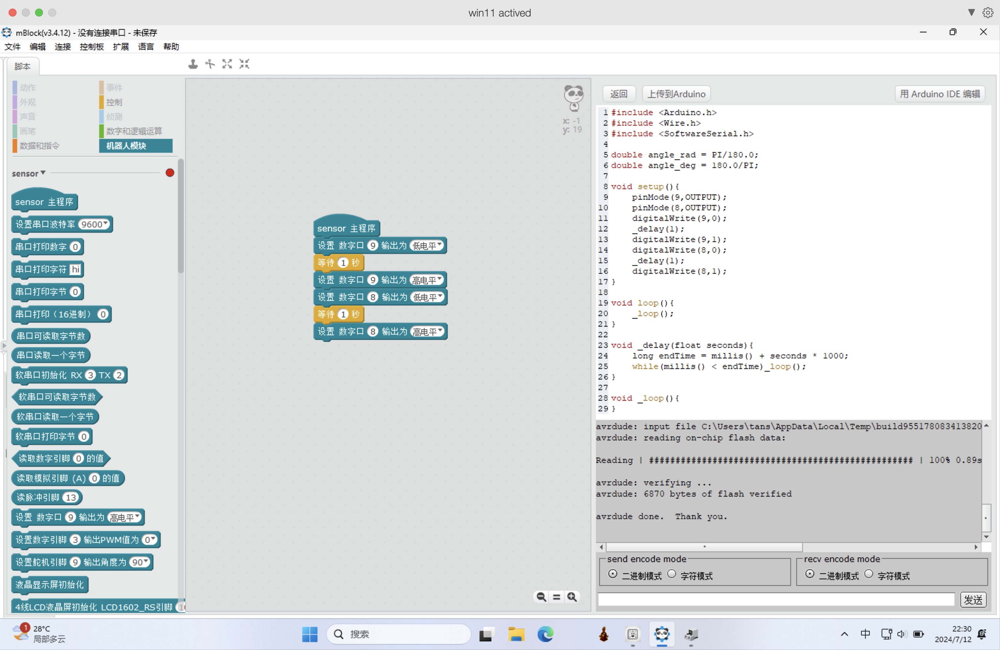 win11 actived
mBlock(v3.4.12) - 没有连接串口 - 未保存
文件 编辑 连接 控制板 扩展 语言 帮助
脚本
动作 事件
外观 控制
声音 侦测
画笔 数字和逻辑运算
数据和指令 机器人模块
sensor
sensor 主程序
设置串口波特率 9600
串口打印数字 0
串口打印字符 hi
串口打印字节 0
串口打印（16进制） 0
串口可读取字节数
串口读取一个字节
软串口初始化 RX 3 TX 2
软串口可读取字节数
软串口读取一个字节
软串口打印字节 0
读取数字引脚 0 的值
读取模拟引脚 (A) 0 的值
读脉冲引脚 13
设置 数字口 9 输出为 高电平
设置数字引脚 3 输出PWM值为 0
设置舵机引脚 9 输出角度为 90
液晶显示屏初始化
4线LCD液晶屏初始化 LCD1602_RS引脚
x: -1
y: 19
sensor 主程序
设置 数字口 9 输出为 低电平
等待 1 秒
设置 数字口 9 输出为 高电平
设置 数字口 8 输出为 低电平
等待 1 秒
设置 数字口 8 输出为 高电平
返回 上传到Arduino 用 Arduino IDE 编辑
1 #include <Arduino.h>
2 #include <Wire.h>
3 #include <SoftwareSerial.h>
4
5 double angle_rad = PI/180.0;
6 double angle_deg = 180.0/PI;
7
8 void setup(){
9 pinMode(9,OUTPUT);
10 pinMode(8,OUTPUT);
11 digitalWrite(9,0);
12 _delay(1);
13 digitalWrite(9,1);
14 digitalWrite(8,0);
15 _delay(1);
16 digitalWrite(8,1);
17 }
18
19 void loop(){
20 _loop();
21 }
22
23 void _delay(float seconds){
24 long endTime = millis() + seconds * 1000;
25 while(millis() < endTime)_loop();
26 }
27
28 void _loop(){
29 }
avrdude: input file C:\Users\tans\AppData\Local\Temp\build955178083413820
avrdude: reading on-chip flash data:
Reading | ################################################## | 100% 0.89s
avrdude: verifying ...
avrdude: 6870 bytes of flash verified
avrdude done.  Thank you.
send encode mode recv encode mode
二进制模式 字符模式 二进制模式 字符模式
发送
1 28°C
局部多云
搜索
中
22:30
2024/7/12